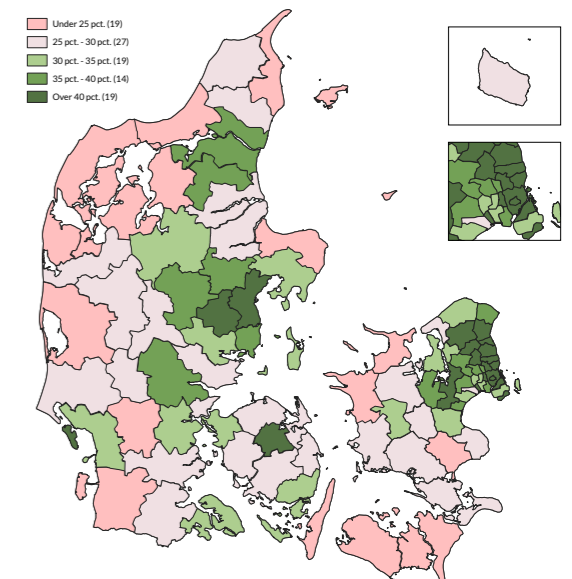 Under 25 pct. (19)
25 pct. - 30 pct. (27)
30 pct. - 35 pct. (19)
35 pct. - 40 pct. (14)
Over 40 pct. (19)